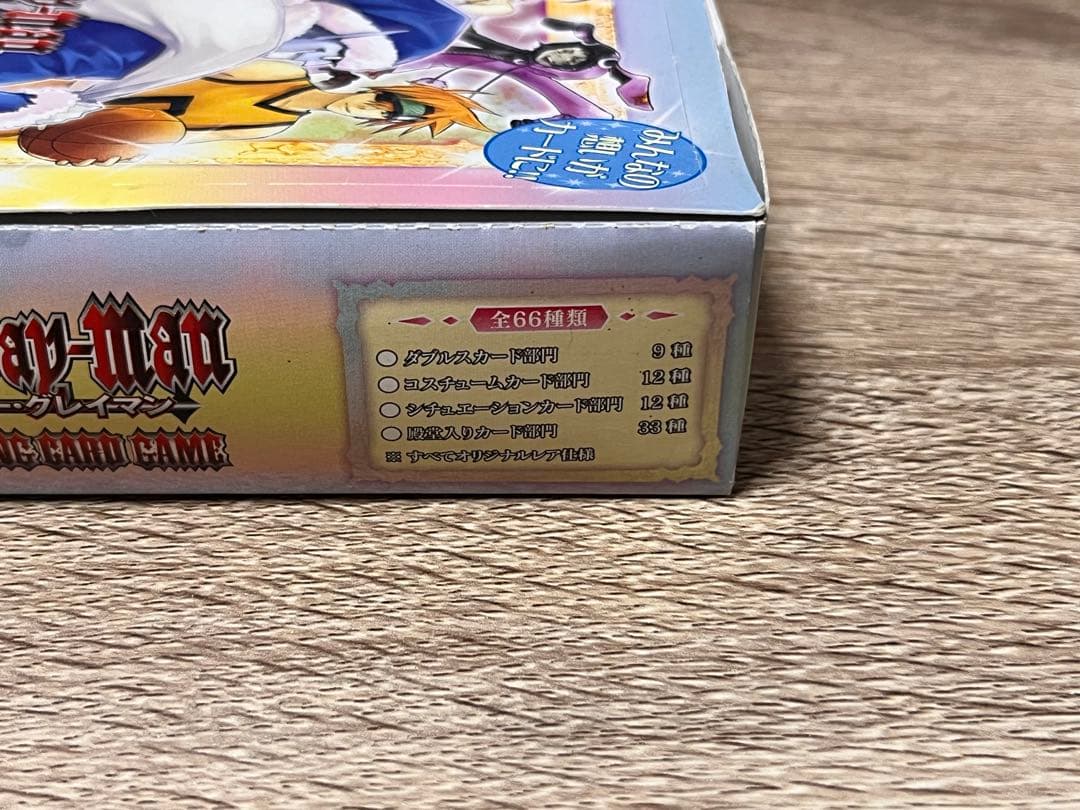 みんなの
想いが
カードに!!
ay-Man
ー・グレイマン
ING CARD GAME
全66種類
○ ダブルスカード部門 9種
○ コスチュームカード部門 12種
○ シチュエーションカード部門 12種
○ 殿堂入りカード部門 33種
※ すべてオリジナルレア仕様